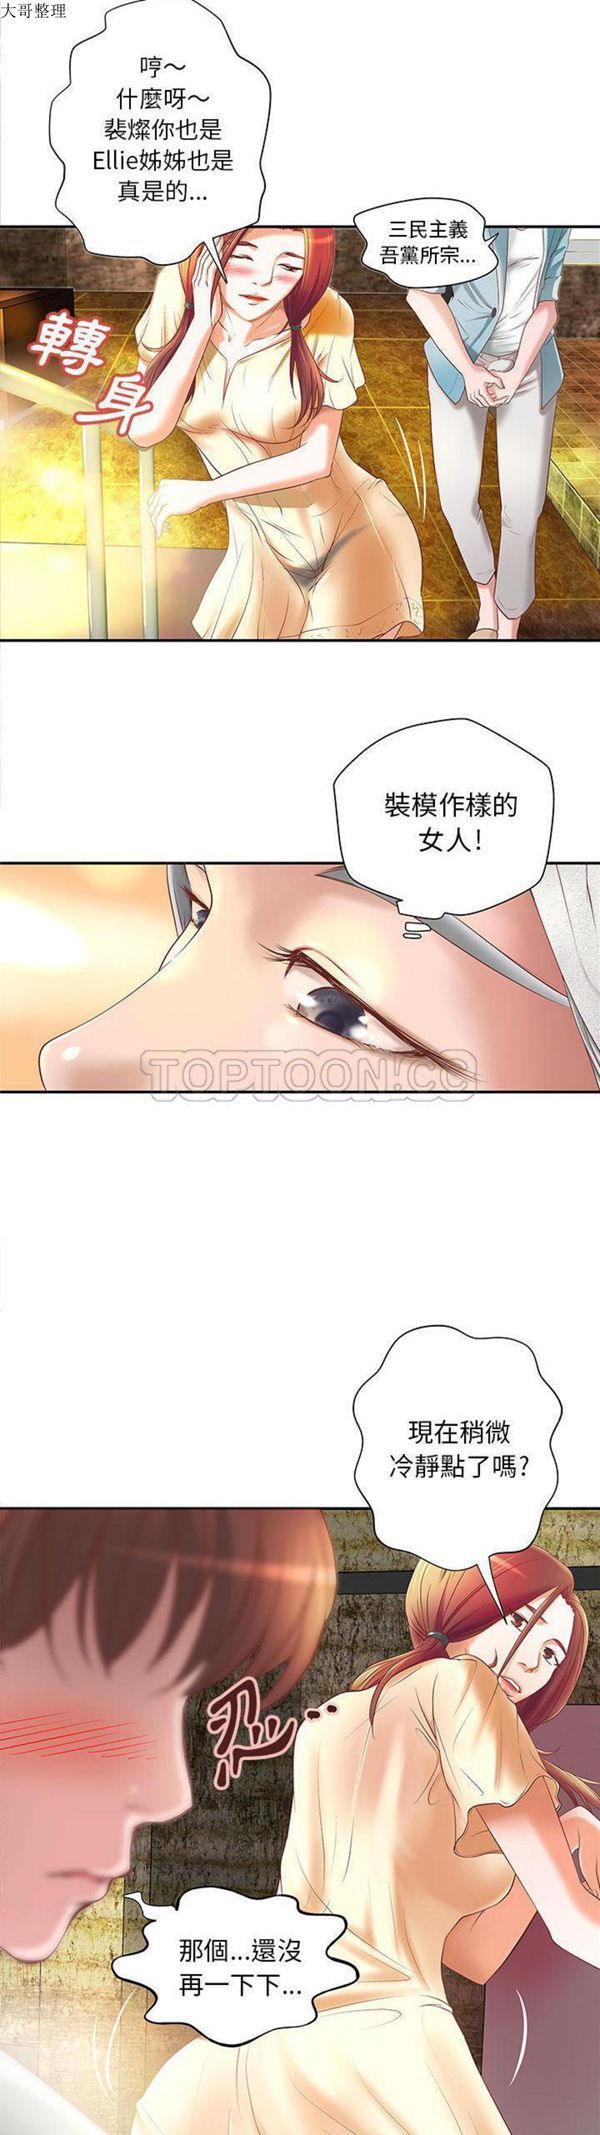 大哥整理
哼～
什麼呀～
裴燦你也是
Ellie姊姊也是
真是的...
三民主義
吾黨所宗...
轉身
裝模作樣的
女人!
TOPTOON.CC
現在稍微
冷靜點了嗎?
忍...
那個...還沒
再一下下...